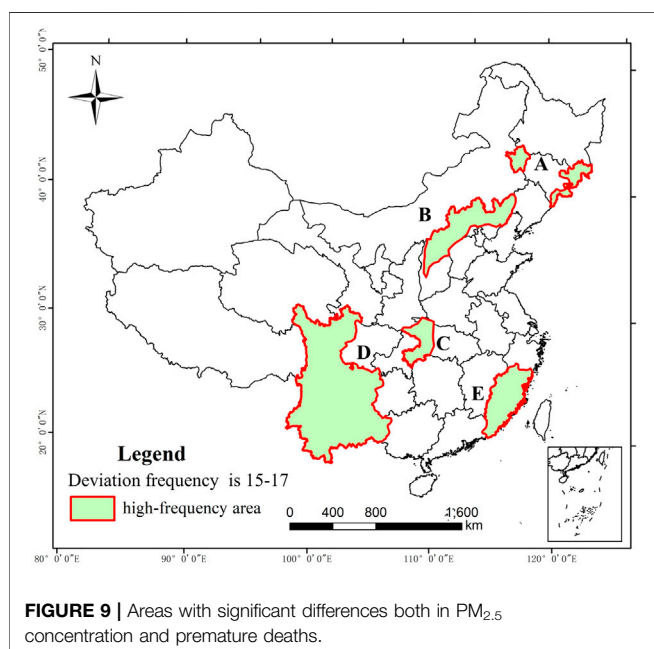 50° 0'0"N
40° 0'0"N
30° 0'0"N
20° 0'0"N
N
A
B
C
D
E
Legend
Deviation frequency is 15-17
high-frequency area
0 400 800 1,600
km
80° 0'0"E 90° 0'0"E 100° 0'0"E 110° 0'0"E 120° 0'0"E
FIGURE 9 | Areas with significant differences both in PM2.5
concentration and premature deaths.